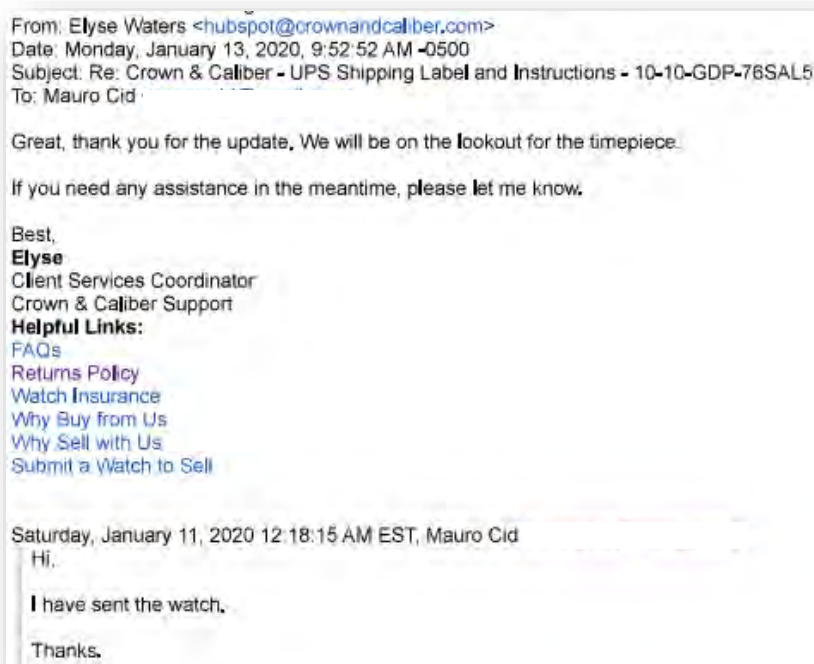 From: Elyse Waters <hubspot@crownandcaliber.com>
Date: Monday, January 13, 2020, 9:52:52 AM -0500
Subject: Re: Crown & Caliber - UPS Shipping Label and Instructions - 10-10-GDP-76SAL5
To: Mauro Cid
Great, thank you for the update, We will be on the lookout for the timepiece.
If you need any assistance in the meantime, please let me know.
Best,
Elyse
Client Services Coordinator
Crown & Caliber Support
Helpful Links:
FAQs
Returns Policy
Watch Insurance
Why Buy from Us
Why Sell with Us
Submit a Watch to Sell
Saturday, January 11, 2020 12:18:15 AM EST, Mauro Cid
Hi,
I have sent the watch.
Thanks.